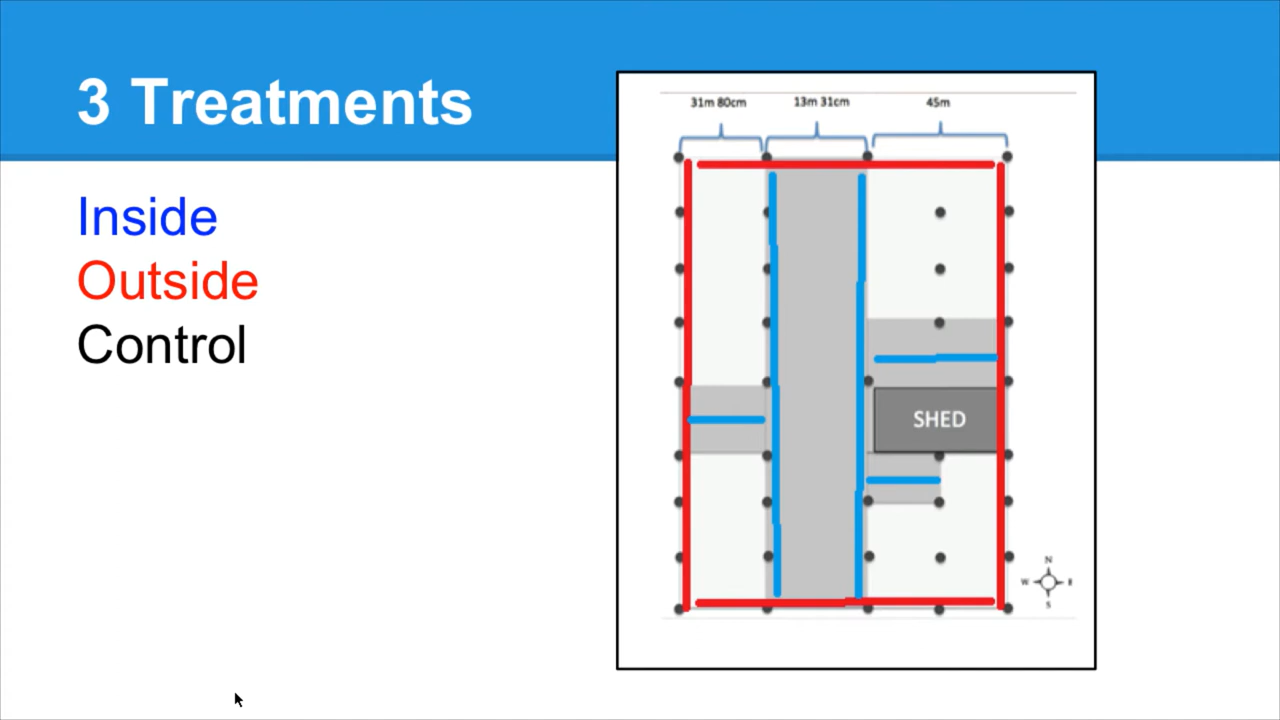 3 Treatments
31m 80cm 13m 31cm 45m
Inside
Outside
Control
SHED
N
W E
S